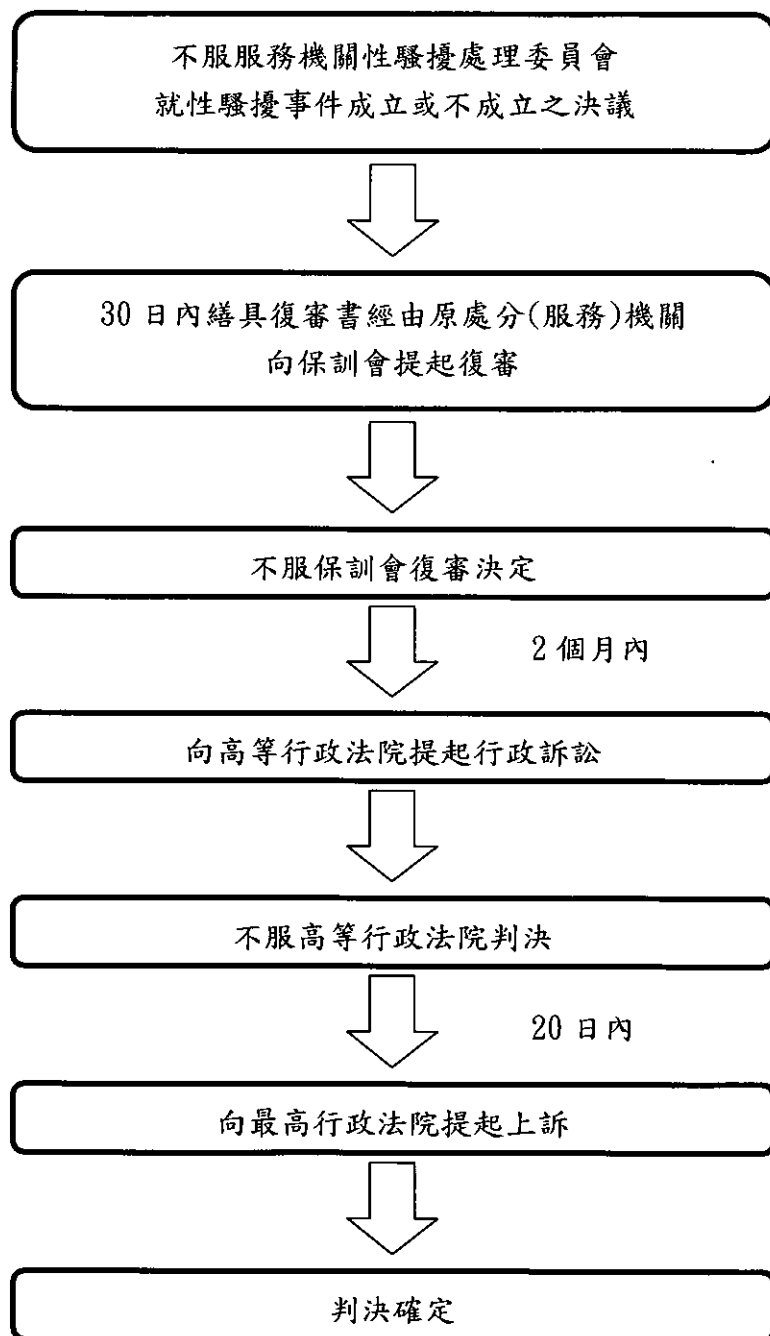 不服服務機關性騷擾處理委員會
就性騷擾事件成立或不成立之決議
30 日內繕具復審書經由原處分(服務)機關
向保訓會提起復審
不服保訓會復審決定
2 個月內
向高等行政法院提起行政訴訟
不服高等行政法院判決
20 日內
向最高行政法院提起上訴
判決確定